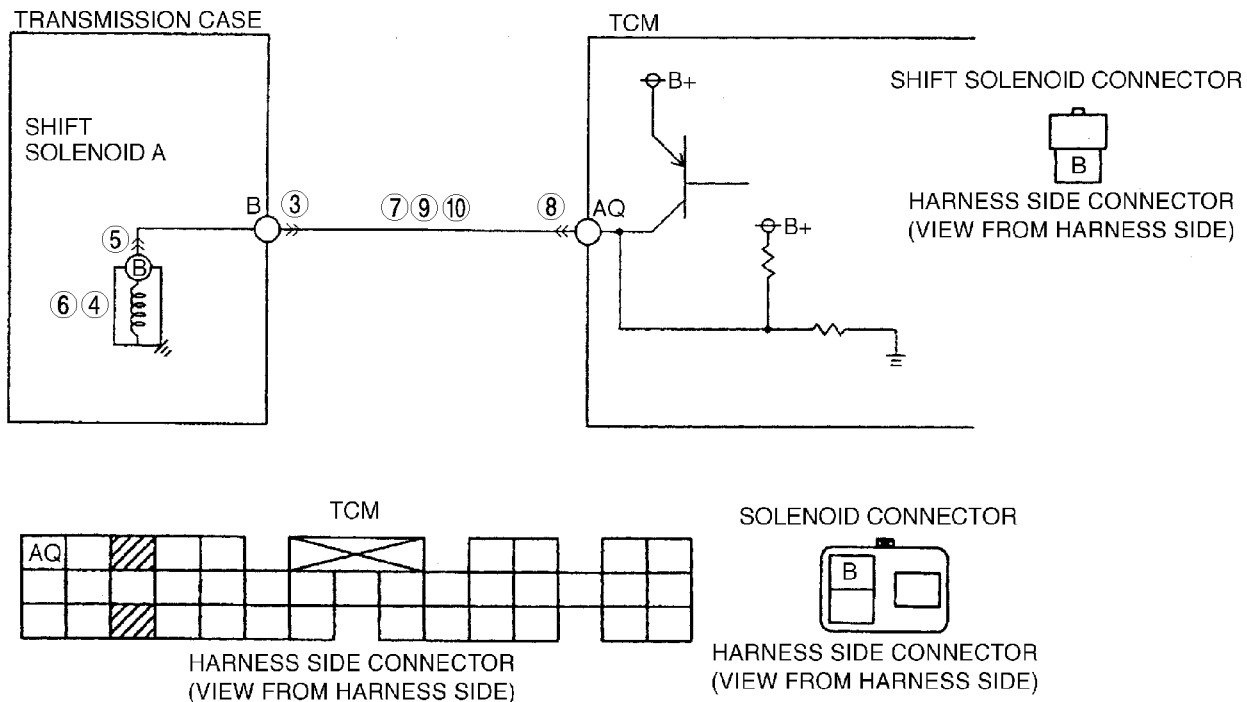 TRANSMISSION CASE
TCM
B+
SHIFT SOLENOID CONNECTOR
SHIFT
SOLENOID A
B
HARNESS SIDE CONNECTOR
(VIEW FROM HARNESS SIDE)
B ③ ⑦ ⑨ ⑩ ⑧ AQ
B+
⑤
B
⑥ ④
TCM
SOLENOID CONNECTOR
AQ
B
HARNESS SIDE CONNECTOR
(VIEW FROM HARNESS SIDE)
HARNESS SIDE CONNECTOR
(VIEW FROM HARNESS SIDE)